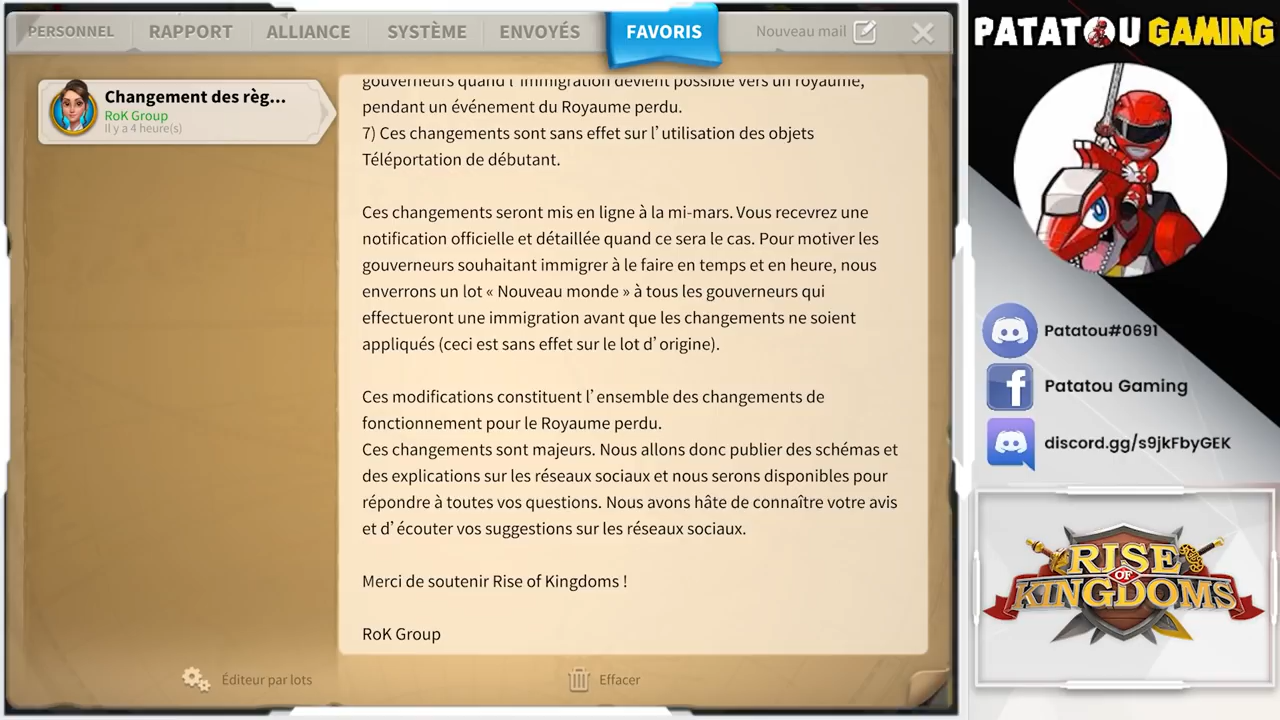 PERSONNEL
RAPPORT
ALLIANCE
SYSTÈME
ENVOYÉS
FAVORIS
Nouveau mail
Changement des règ...
RoK Group
Il y a 4 heure(s)
gouverneurs quand l'immigration devient possible vers un royaume,
pendant un événement du Royaume perdu.
7) Ces changements sont sans effet sur l'utilisation des objets
Téléportation de débutant.
Ces changements seront mis en ligne à la mi-mars. Vous recevrez une
notification officielle et détaillée quand ce sera le cas. Pour motiver les
gouverneurs souhaitant immigrer à le faire en temps et en heure, nous
enverrons un lot « Nouveau monde » à tous les gouverneurs qui
effectueront une immigration avant que les changements ne soient
appliqués (ceci est sans effet sur le lot d'origine).
Ces modifications constituent l'ensemble des changements de
fonctionnement pour le Royaume perdu.
Ces changements sont majeurs. Nous allons donc publier des schémas et
des explications sur les réseaux sociaux et nous serons disponibles pour
répondre à toutes vos questions. Nous avons hâte de connaître votre avis
et d'écouter vos suggestions sur les réseaux sociaux.
Merci de soutenir Rise of Kingdoms !
RoK Group
Éditeur par lots
Effacer
PATATOU GAMING
Patatou#0691
Patatou Gaming
discord.gg/s9jkFbyGEK
RISE
OF
KINGDOMS